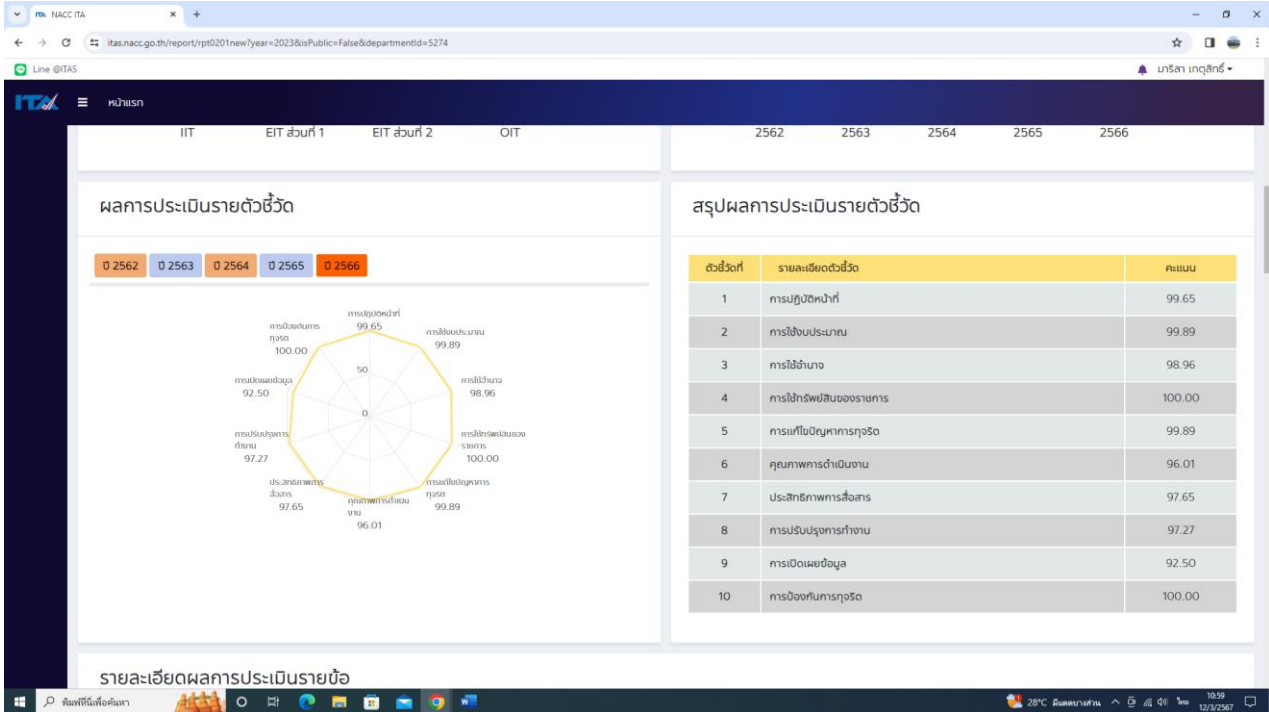 NACC ITA
itas.nacc.go.th/report/rpt0201new?year=2023&isPublic=False&departmentId=5274
Line @ITAS
มาริสา เกตุสิทธิ์
ITA
หน้าแรก
IIT EIT ส่วนที่ 1 EIT ส่วนที่ 2 OIT
2562 2563 2564 2565 2566
ผลการประเมินรายตัวชี้วัด
ปี 2562 ปี 2563 ปี 2564 ปี 2565 ปี 2566
การปฏิบัติหน้าที่
99.65
การใช้งบประมาณ
99.89
การใช้อำนาจ
98.96
การใช้ทรัพย์สินของ
ราชการ
100.00
การแก้ไขปัญหาการ
ทุจริต
99.89
คุณภาพการดำเนิน
งาน
96.01
ประสิทธิภาพการ
สื่อสาร
97.65
การปรับปรุงการ
ทำงาน
97.27
การเปิดเผยข้อมูล
92.50
การป้องกันการ
ทุจริต
100.00
50
0
สรุปผลการประเมินรายตัวชี้วัด
ตัวชี้วัดที่ รายละเอียดตัวชี้วัด คะแนน
1 การปฏิบัติหน้าที่ 99.65
2 การใช้งบประมาณ 99.89
3 การใช้อำนาจ 98.96
4 การใช้ทรัพย์สินของราชการ 100.00
5 การแก้ไขปัญหาการทุจริต 99.89
6 คุณภาพการดำเนินงาน 96.01
7 ประสิทธิภาพการสื่อสาร 97.65
8 การปรับปรุงการทำงาน 97.27
9 การเปิดเผยข้อมูล 92.50
10 การป้องกันการทุจริต 100.00
รายละเอียดผลการประเมินรายข้อ
พิมพ์ที่นี่เพื่อค้นหา
28°C มีแดดบางส่วน
ไทย
10:59
12/3/2567